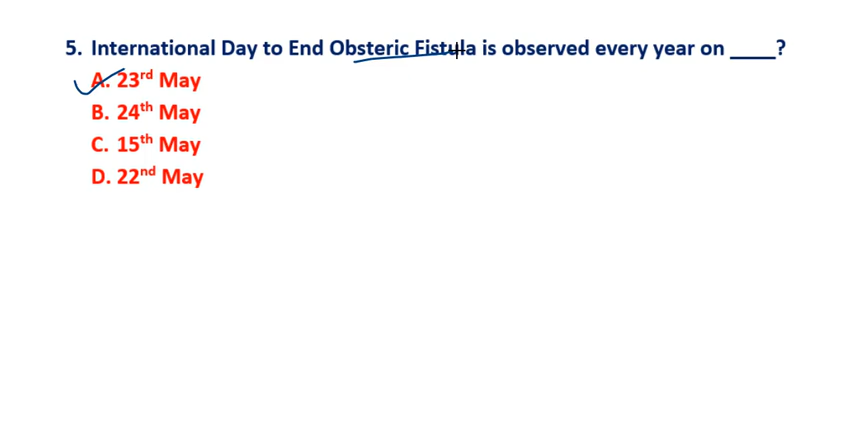 5. International Day to End Obsteric Fistula is observed every year on _____?
A. 23rd May
B. 24th May
C. 15th May
D. 22nd May